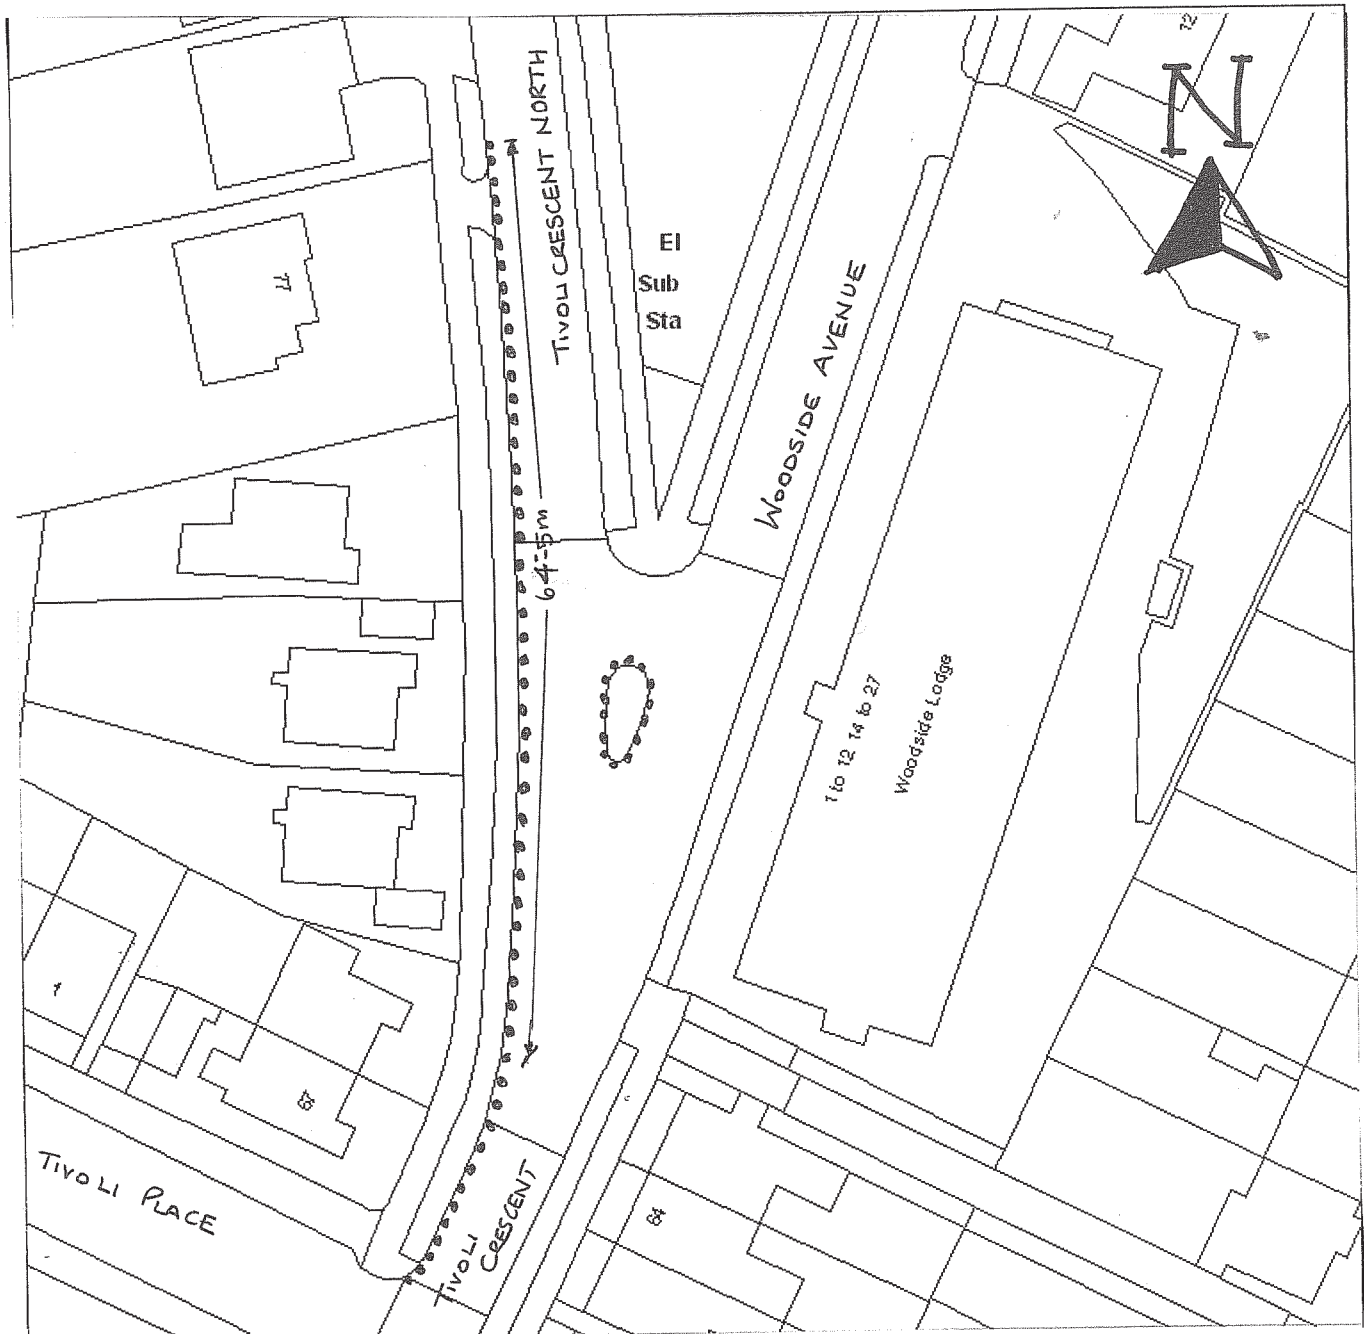 12
N
TIVOLI CRESCENT NORTH
El
Sub
Sta
77
WOODSIDE AVENUE
64-5m
1 to 12 14 to 27
Woodside Lodge
1
67
TIVOLI PLACE
TIVOLI
CRESCENT
64